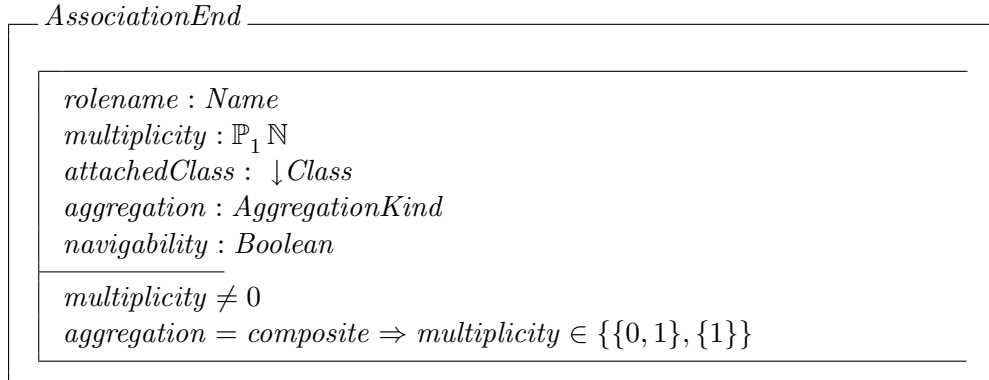 AssociationEnd
rolename : Name
multiplicity : ℙ₁ ℕ
attachedClass : ↓Class
aggregation : AggregationKind
navigability : Boolean
multiplicity ≠ 0
aggregation = composite ⇒ multiplicity ∈ {{0, 1}, {1}}